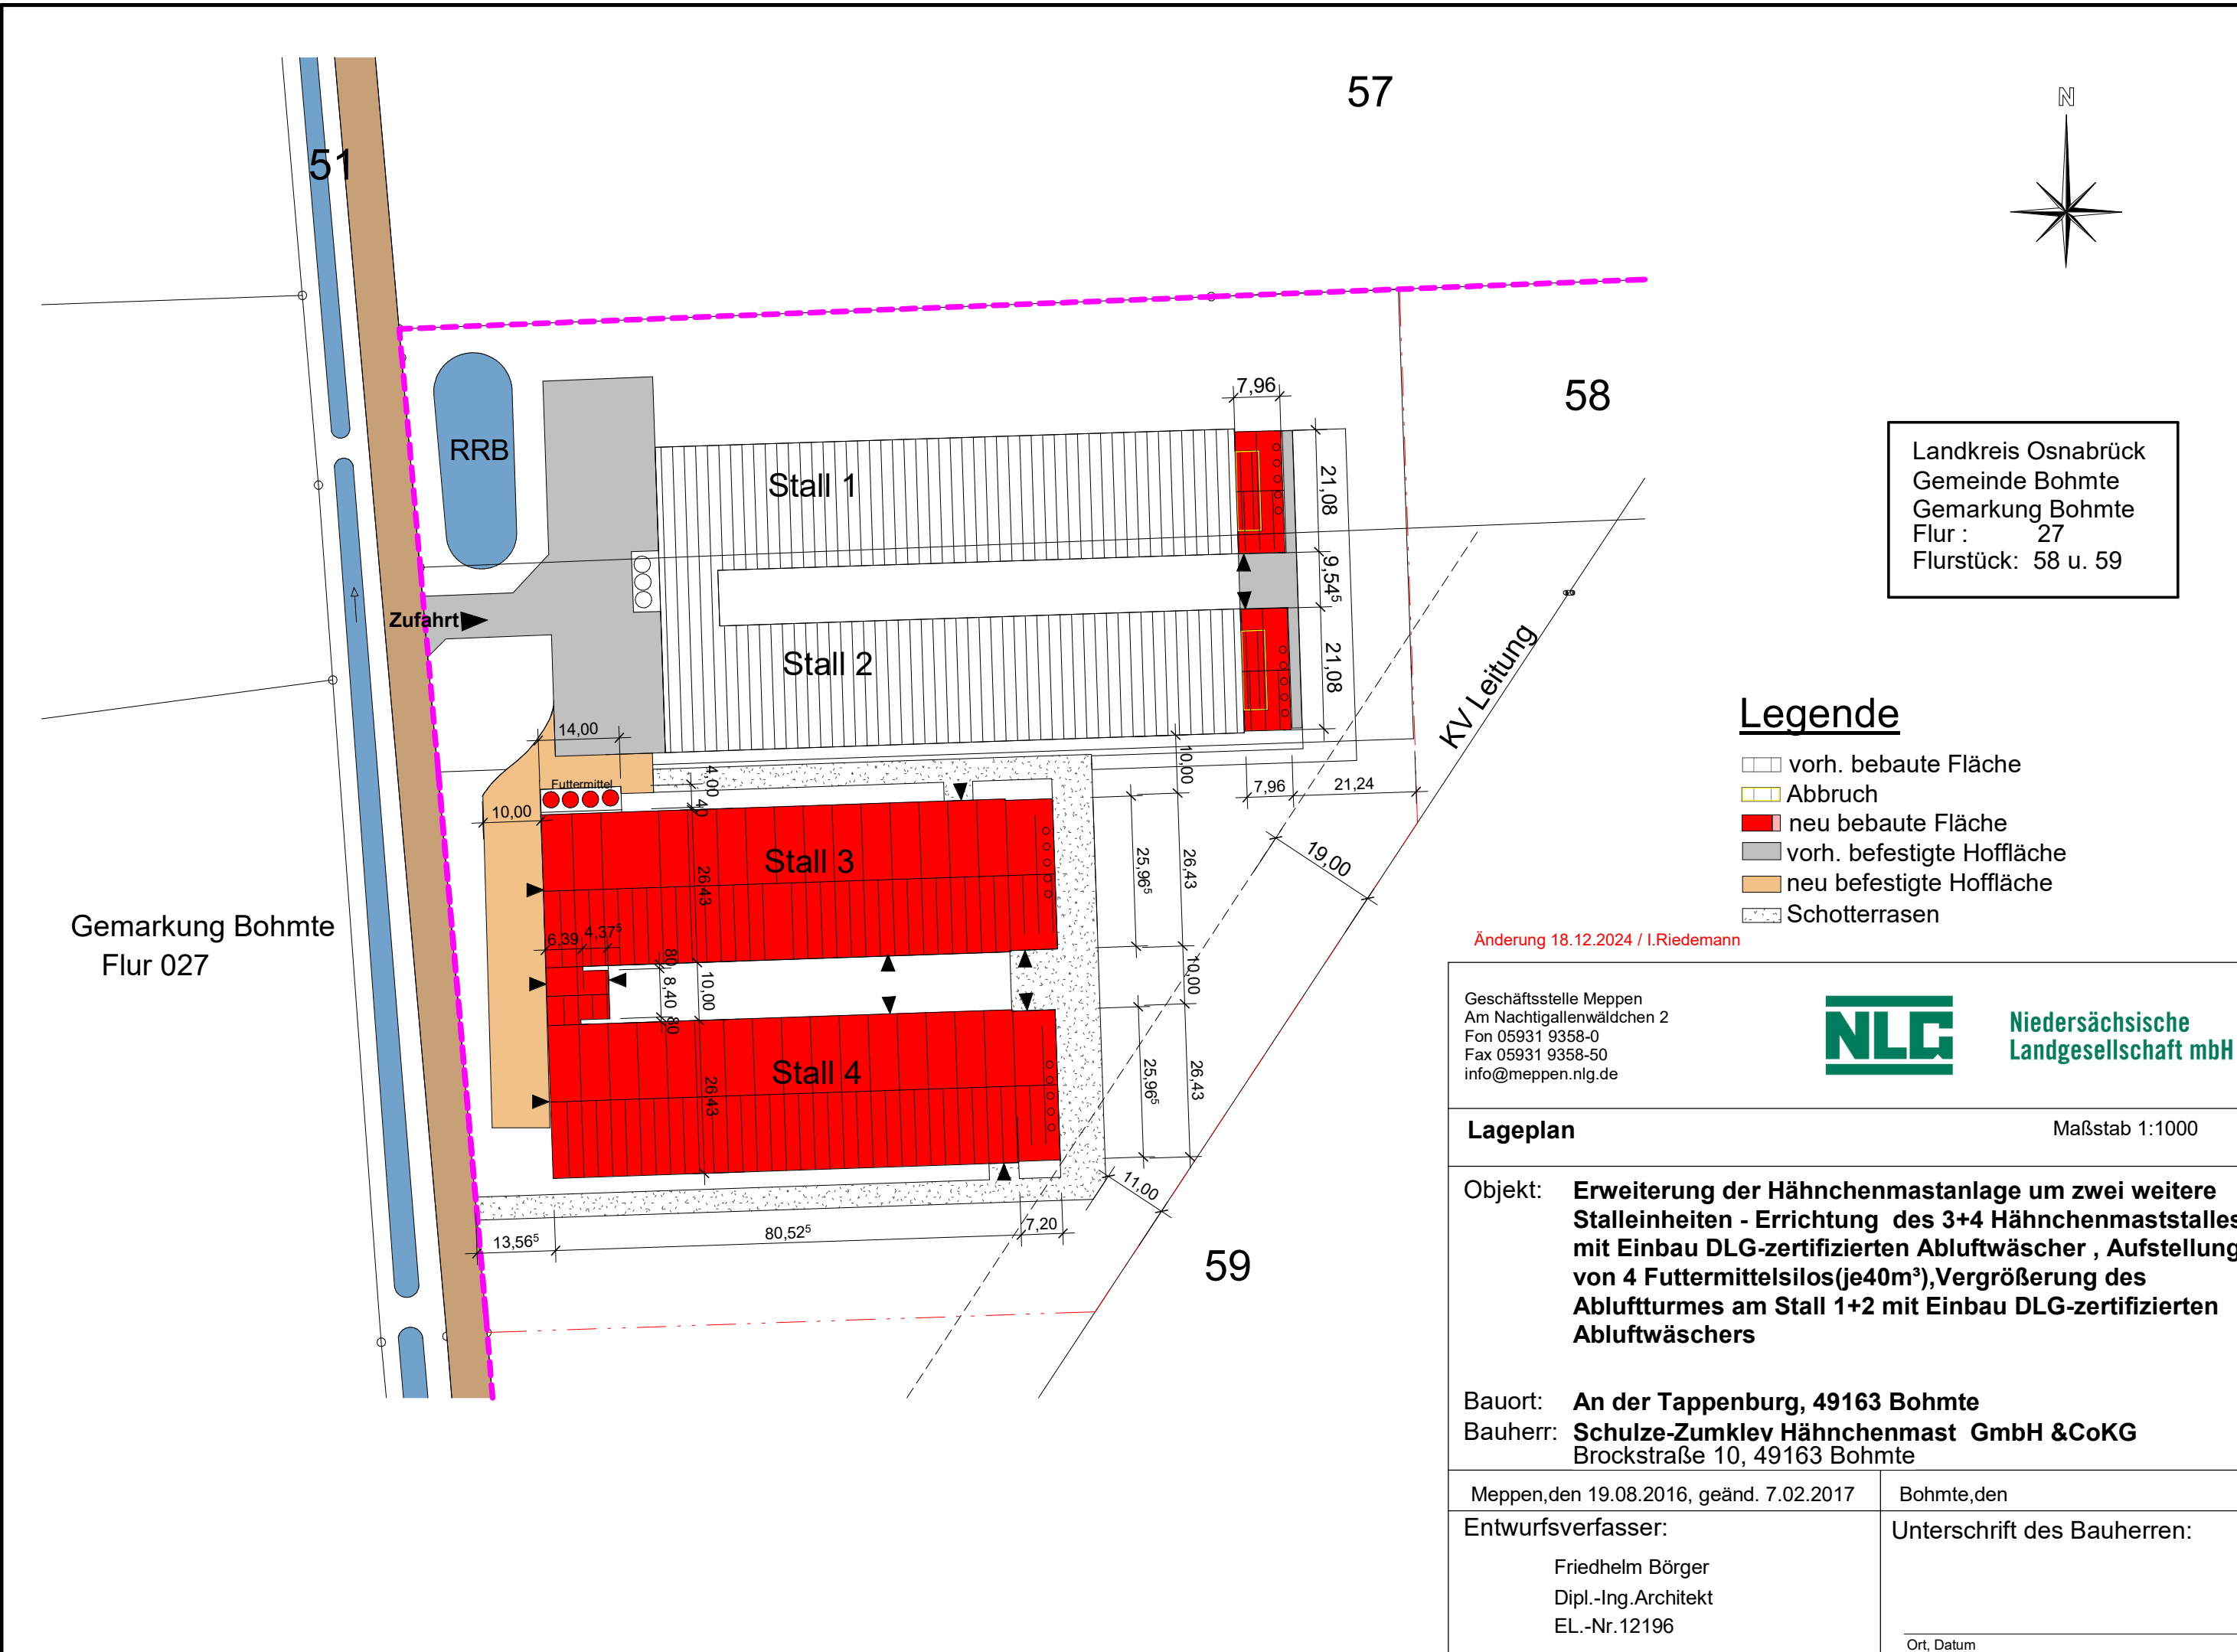 57
N
51
58
7,96
RRB
Stall 1
21,08
Landkreis Osnabrück
Gemeinde Bohmte
Gemarkung Bohmte
Flur : 27
Flurstück: 58 u. 59
9,54⁵
Zufahrt
Stall 2
21,08
KV Leitung
14,00
10,00
4,00
7,96
21,24
Futtermittel
40
10,00
Stall 3
26,43
25,96⁵
26,43
19,00
Legende
vorh. bebaute Fläche
Abbruch
neu bebaute Fläche
vorh. befestigte Hoffläche
neu befestigte Hoffläche
Schotterrasen
Gemarkung Bohmte
Flur 027
6,39
4,37⁵
80
8,40
80
10,00
10,00
Änderung 18.12.2024 / I.Riedemann
Stall 4
26,43
25,96⁵
26,43
11,00
13,56⁵
80,52⁵
7,20
59
Geschäftsstelle Meppen
Am Nachtigallenwäldchen 2
Fon 05931 9358-0
Fax 05931 9358-50
info@meppen.nlg.de
NLG
Niedersächsische
Landgesellschaft mbH
Lageplan
Maßstab 1:1000
Objekt: Erweiterung der Hähnchenmastanlage um zwei weitere
Stalleinheiten - Errichtung des 3+4 Hähnchenmaststalles
mit Einbau DLG-zertifizierten Abluftwäscher , Aufstellung
von 4 Futtermittelsilos(je40m³),Vergrößerung des
Abluftturmes am Stall 1+2 mit Einbau DLG-zertifizierten
Abluftwäschers
Bauort: An der Tappenburg, 49163 Bohmte
Bauherr: Schulze-Zumkley Hähnchenmast GmbH &CoKG
Brockstraße 10, 49163 Bohmte
Meppen,den 19.08.2016, geänd. 7.02.2017
Bohmte,den
Entwurfsverfasser:
Unterschrift des Bauherren:
Friedhelm Börger
Dipl.-Ing.Architekt
EL.-Nr.12196
Ort, Datum